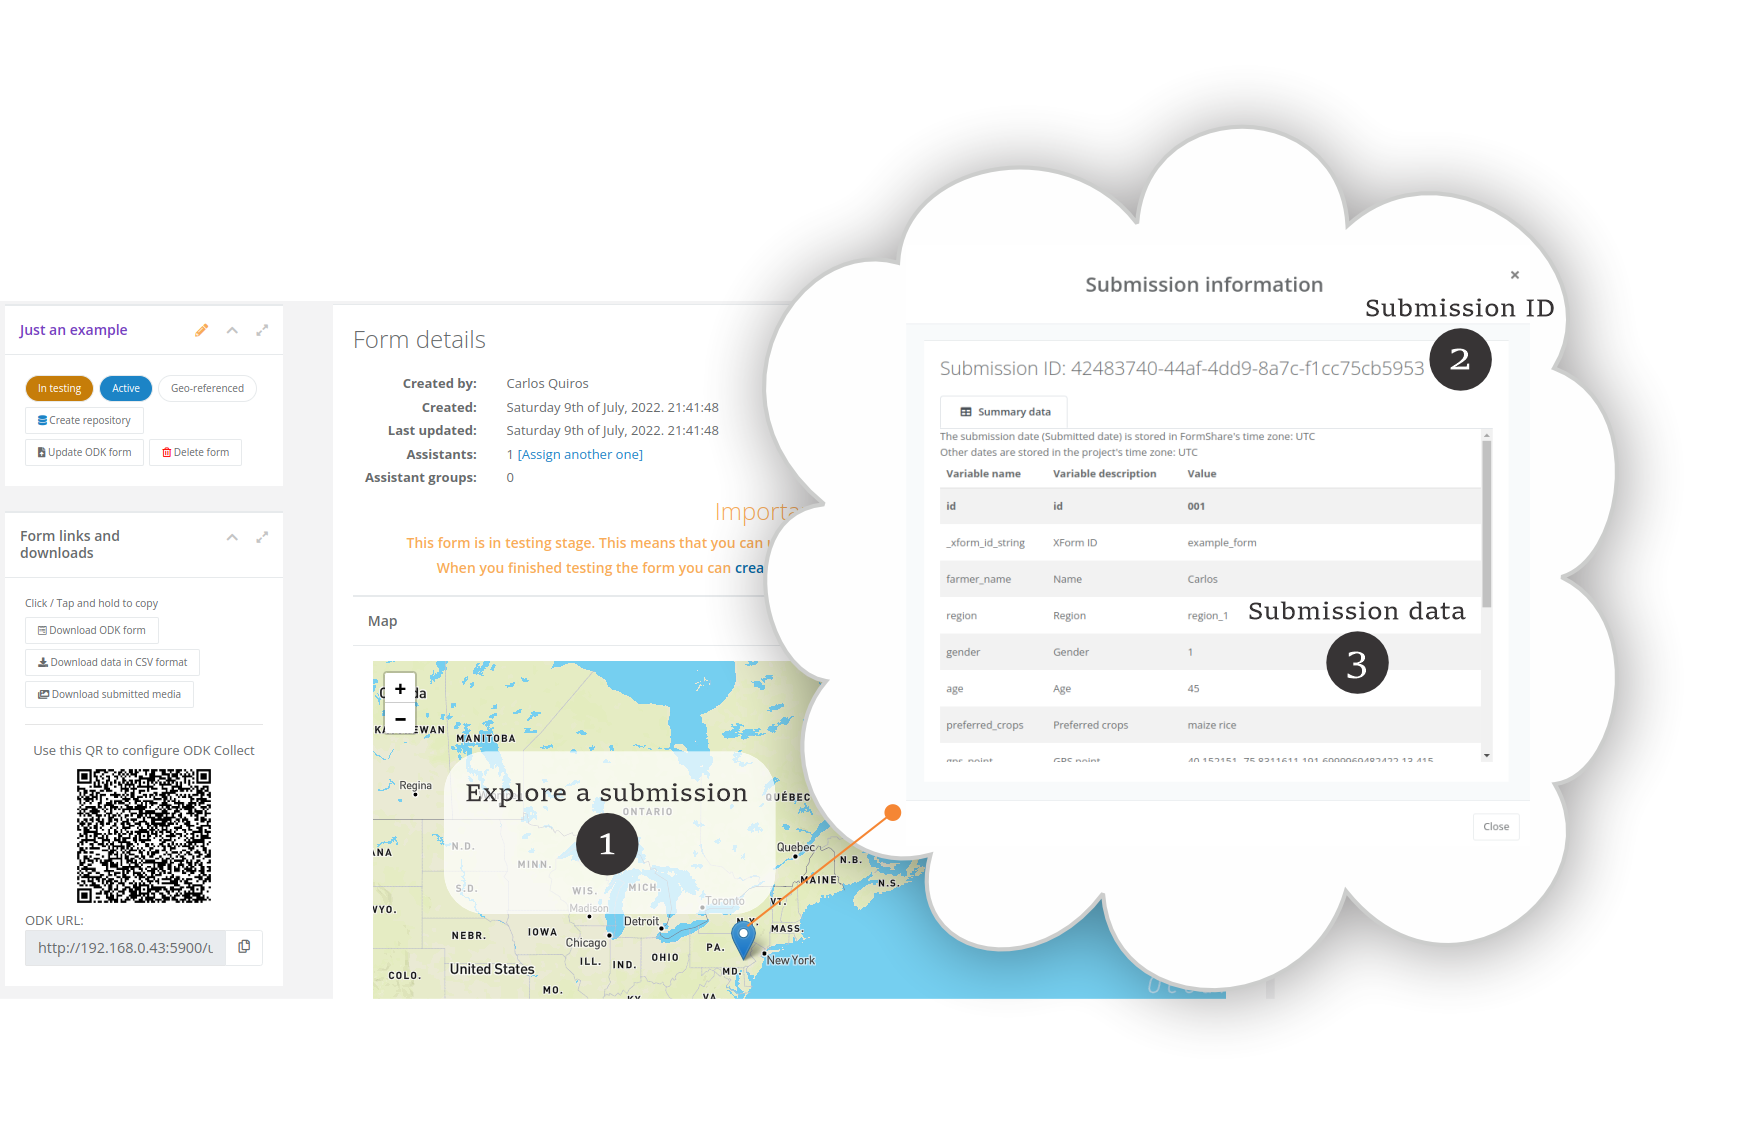 Just an example
In testing
Active
Geo-referenced
Create repository
Update ODK form
Delete form
Form links and
downloads
Click / Tap and hold to copy
Download ODK form
Download data in CSV format
Download submitted media
Use this QR to configure ODK Collect
ODK URL:
http://192.168.0.43:5900/u
Form details
Created by: Carlos Quiros
Created: Saturday 9th of July, 2022. 21:41:48
Last updated: Saturday 9th of July, 2022. 21:41:48
Assistants: 1 [Assign another one]
Assistant groups: 0
Importa
This form is in testing stage. This means that you can
When you finished testing the form you can crea
Map
+
−
MANITOBA
Regina
Explore a submission
1
ONTARIO
QUÉBEC
N.D.
MINN.
Quebec
N.B.
MAINE
N.S.
S.D.
WIS.
MICH.
Toronto
VT.
Madison
WYO.
Detroit
N.Y.
MASS.
NEBR.
IOWA
Chicago
PA.
New York
ILL.
IND.
OHIO
MD.
COLO.
United States
MO.
KY.
VA.
Submission information
×
Submission ID
2
Submission ID: 42483740-44af-4dd9-8a7c-f1cc75cb5953
Summary data
The submission date (Submitted date) is stored in FormShare's time zone: UTC
Other dates are stored in the project's time zone: UTC
Variable name Variable description Value
id id 001
_xform_id_string XForm ID example_form
farmer_name Name Carlos
region Region region_1
Submission data
3
gender Gender 1
age Age 45
preferred_crops Preferred crops maize rice
gps_point GPS point
Close